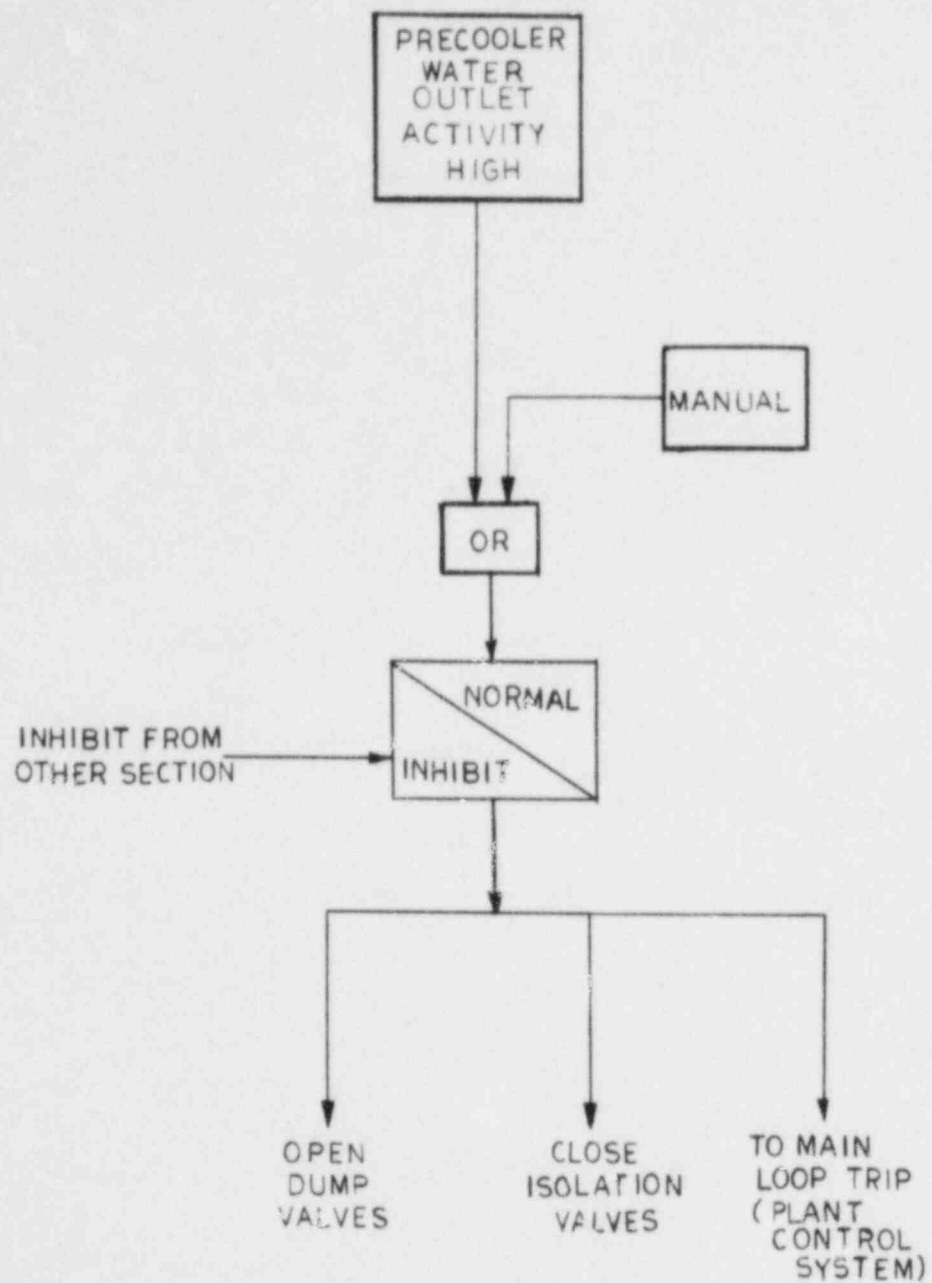 PRECOOLER
WATER
OUTLET
ACTIVITY
HIGH
MANUAL
OR
NORMAL
INHIBIT FROM
OTHER SECTION
INHIBIT
OPEN
DUMP
VALVES
CLOSE
ISOLATION
VALVES
TO MAIN
LOOP TRIP
(PLANT
CONTROL
SYSTEM)